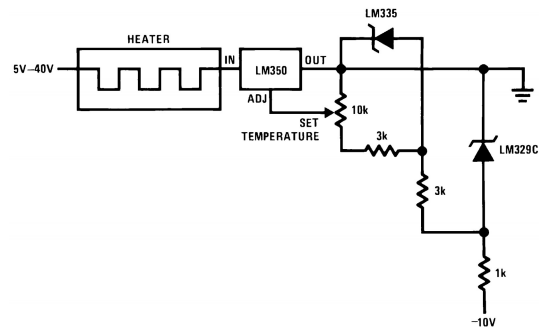 LM335
HEATER
5V–40V
IN
LM350
OUT
ADJ
SET
TEMPERATURE
10k
3k
LM329C
3k
1k
−10V